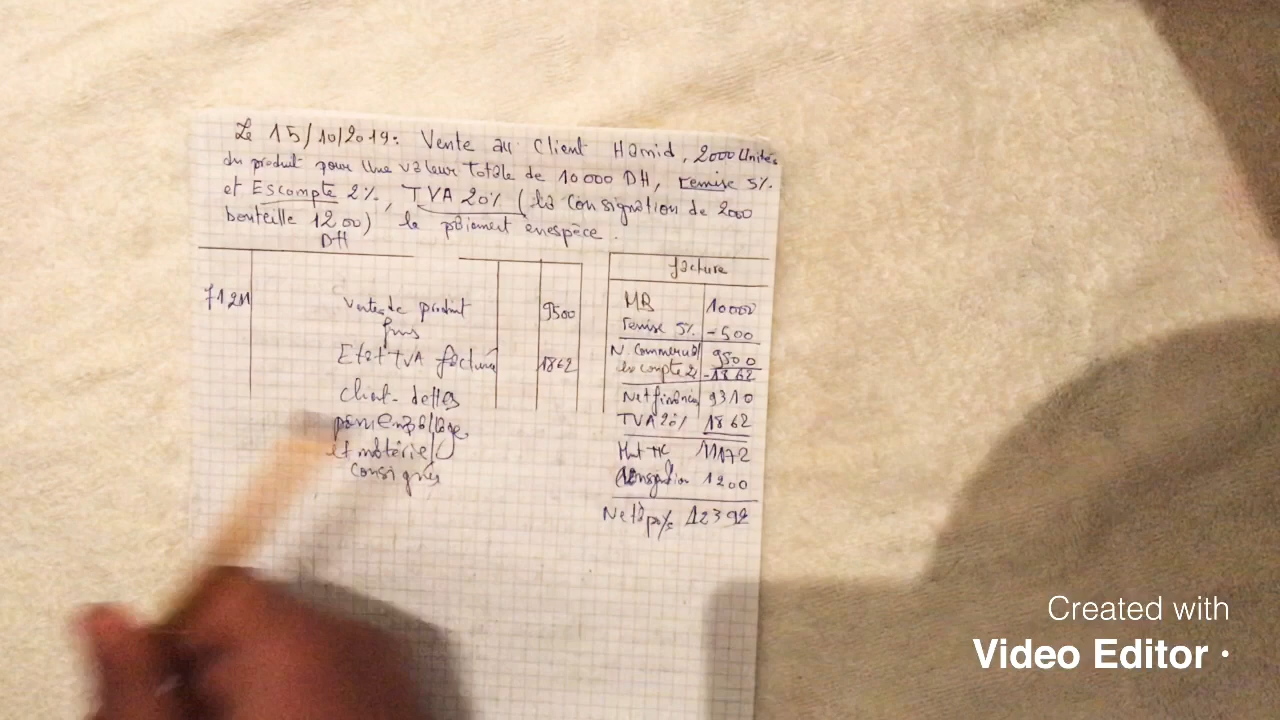 Le 15/10/2019: Vente au Client Hamid, 2000 Unités
du produit pour Une valeur Totale de 10 000 DH, remise 5%
et Escompte 2%, TVA 20% (la Consignation de 2000
bouteille 1200) le paiement en espèce.
DH
7121 Ventes de produit 9500
finis
Etat TVA facturé 1862
Client - dettes
pour emballage
et matériel
consignés
facture
MB 10000
remise 5% -500
N. Commercial 9500
escompte 2% -1862
Net financier 9310
TVA 20% 1862
TTC 11172
Consignation 1200
Net à payer 12392
Created with
Video Editor